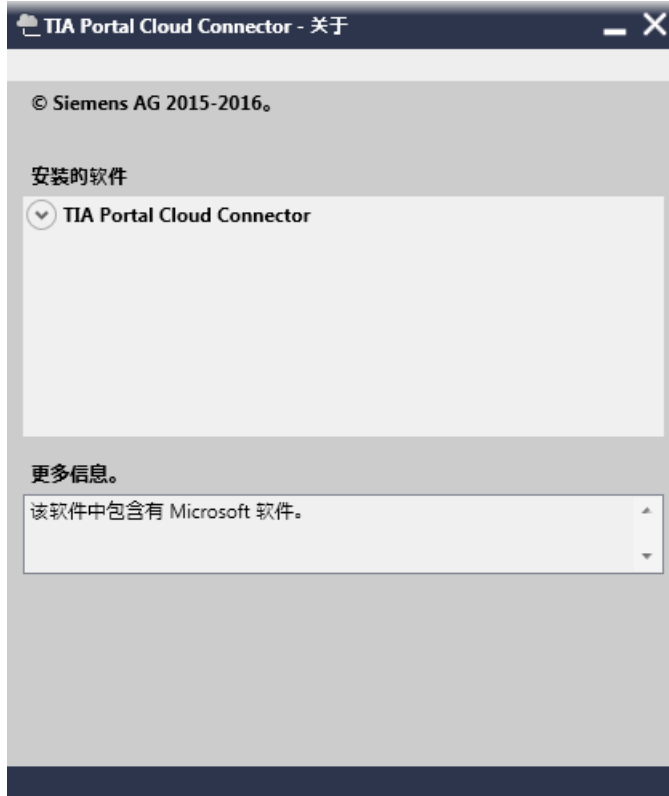 TIA Portal Cloud Connector - 关于
© Siemens AG 2015-2016。
安装的软件
TIA Portal Cloud Connector
更多信息。
该软件中包含有 Microsoft 软件。